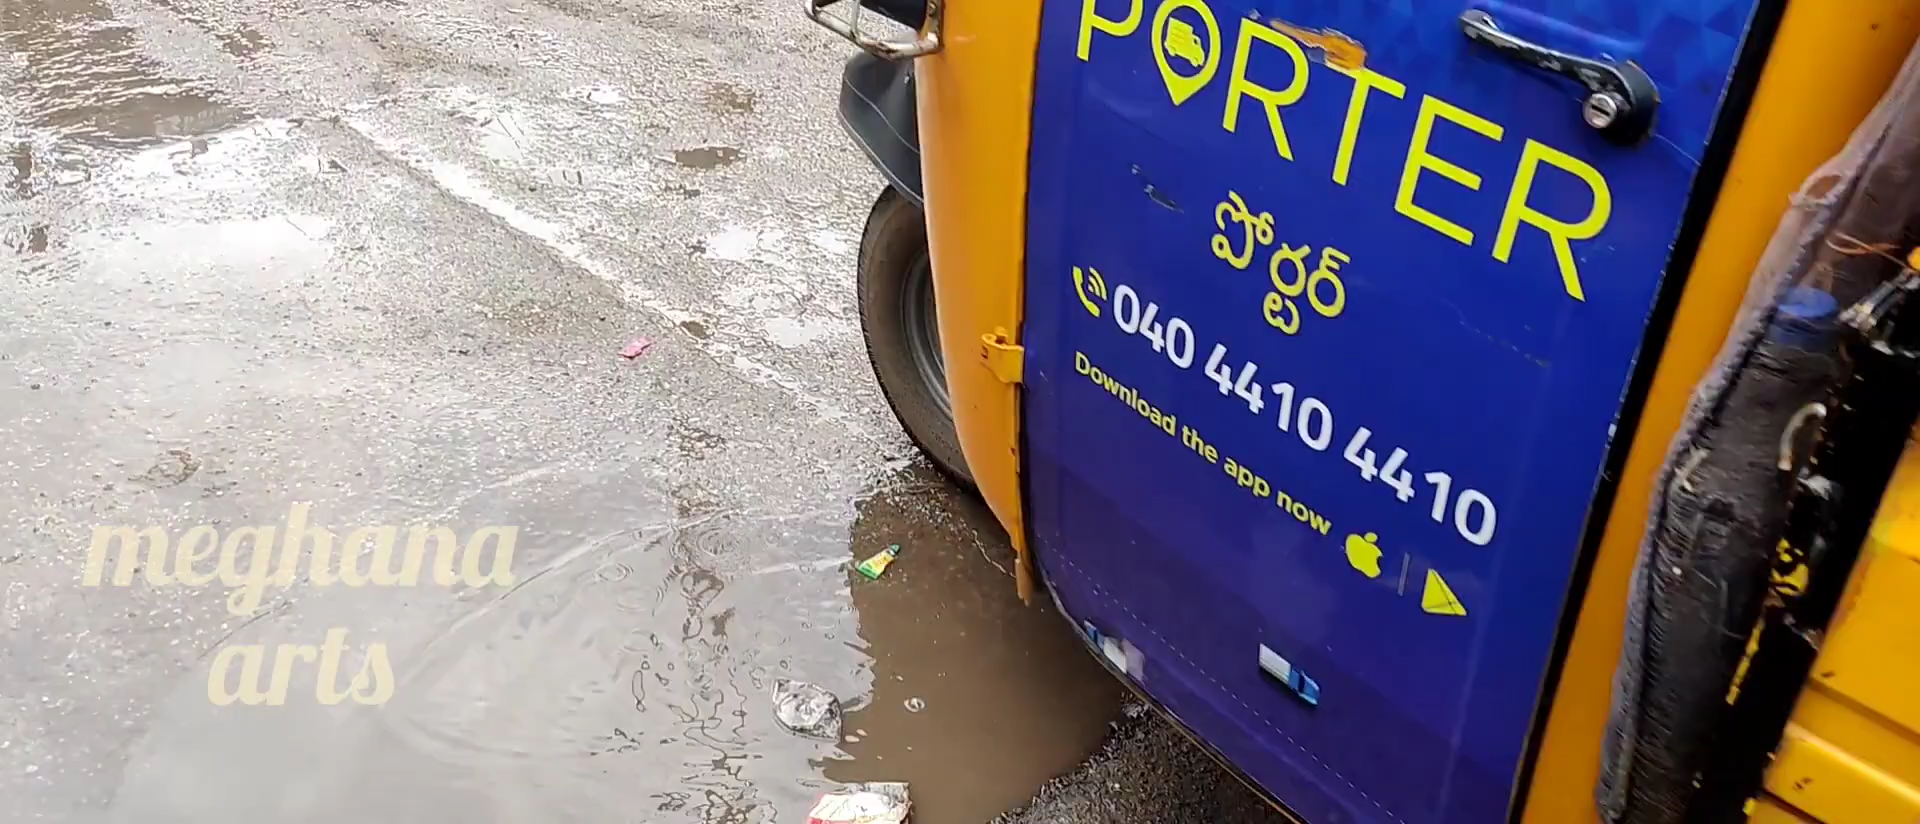 PORTER
పోర్టర్
040 4410 4410
Download the app now
meghana
arts